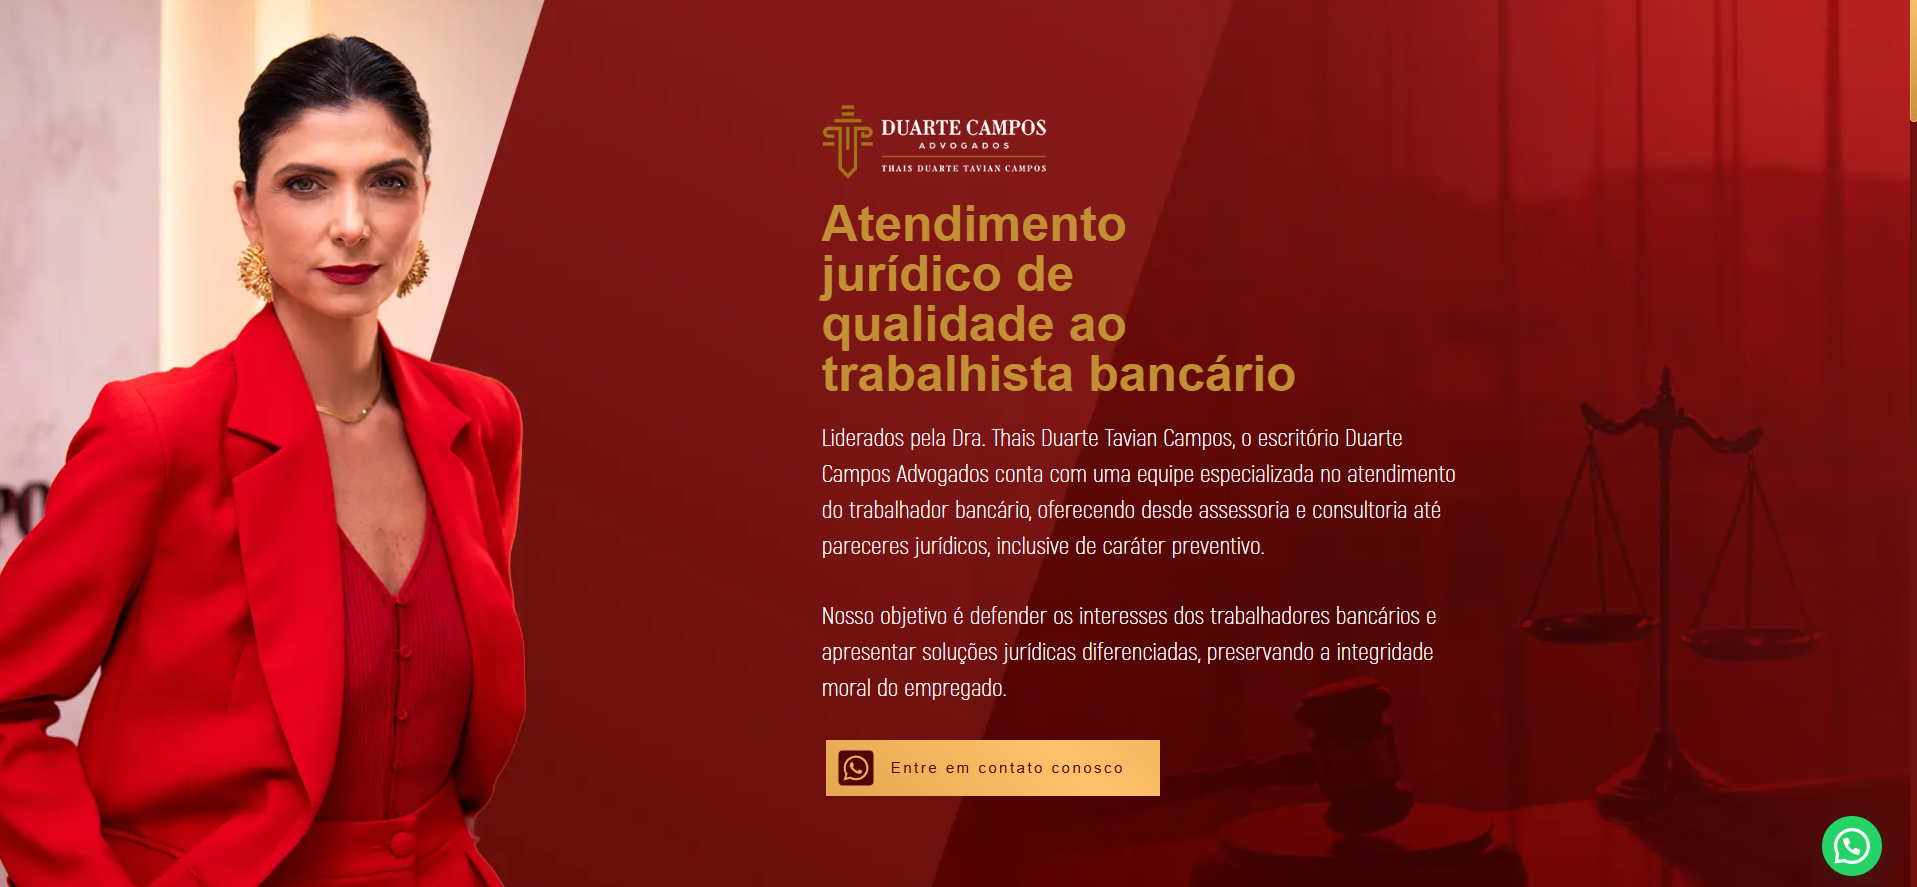 DUARTE CAMPOS
ADVOGADOS
THAIS DUARTE TAVIAN CAMPOS
Atendimento
jurídico de
qualidade ao
trabalhista bancário
Liderados pela Dra. Thais Duarte Tavian Campos, o escritório Duarte
Campos Advogados conta com uma equipe especializada no atendimento
do trabalhador bancário, oferecendo desde assessoria e consultoria até
pareceres jurídicos, inclusive de caráter preventivo.
Nosso objetivo é defender os interesses dos trabalhadores bancários e
apresentar soluções jurídicas diferenciadas, preservando a integridade
moral do empregado.
Entre em contato conosco